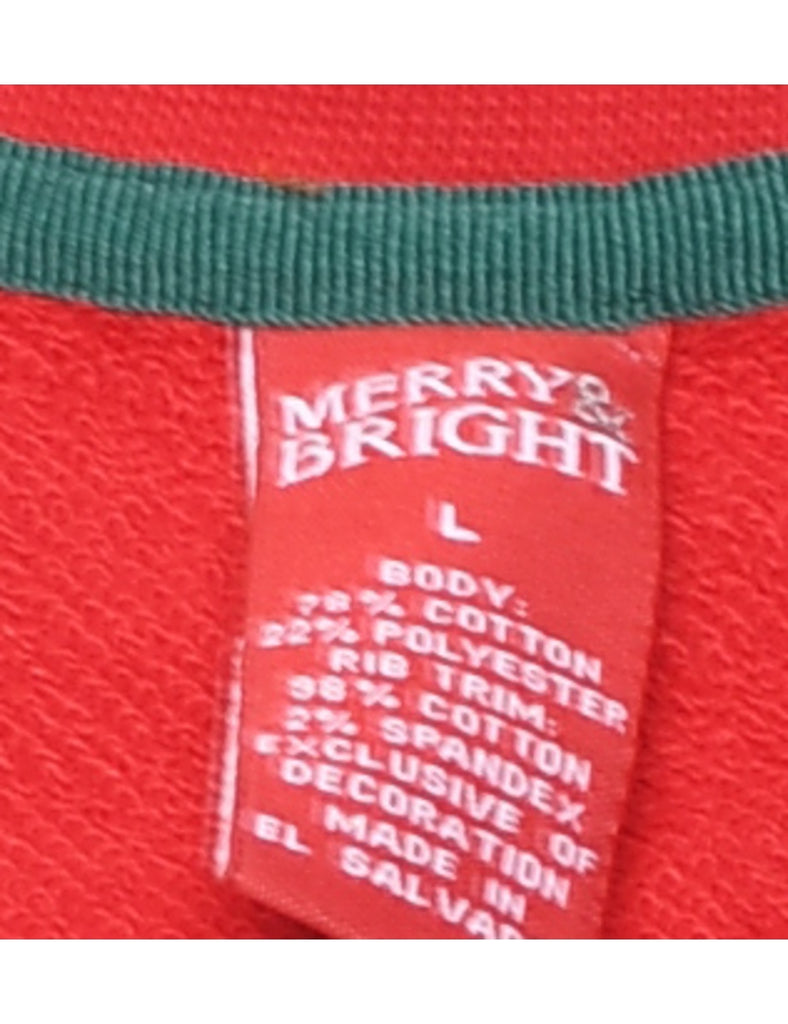 MERRY &
BRIGHT
L
BODY:
78% COTTON
22% POLYESTER
RIB TRIM:
98% COTTON
2% SPANDEX
EXCLUSIVE OF
DECORATION
MADE IN
EL SALVAD